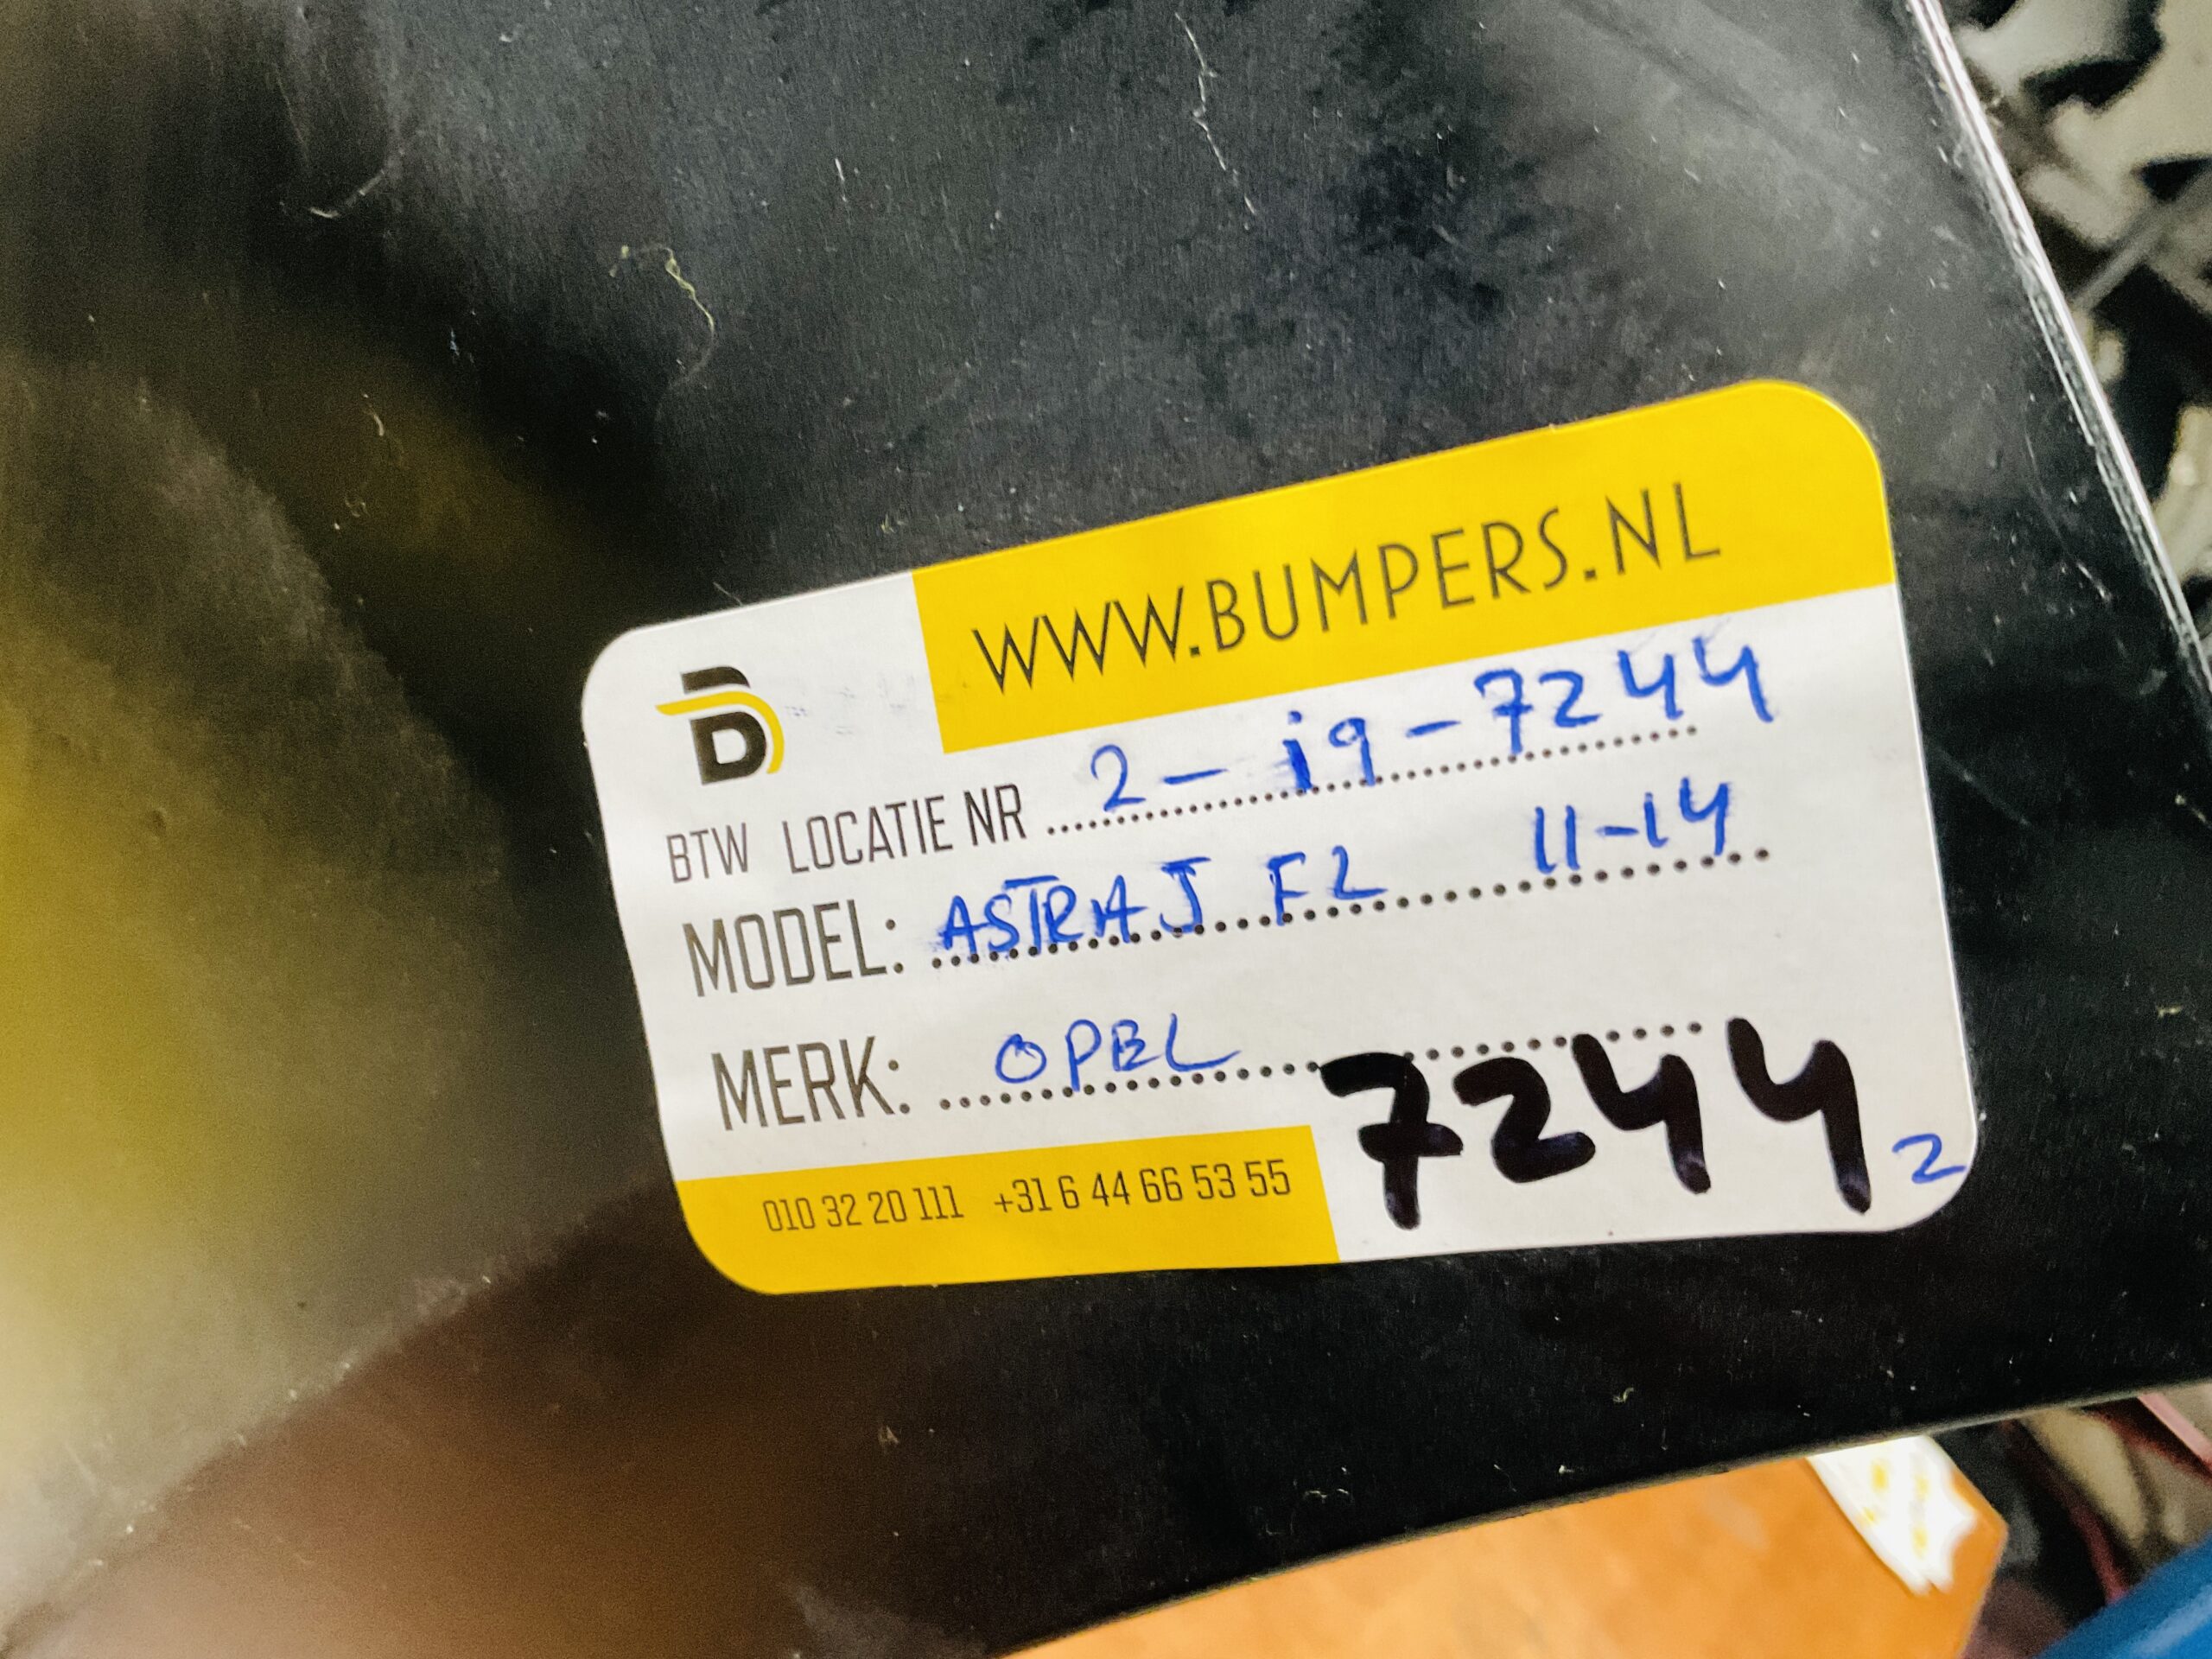 WWW.BUMPERS.NL
B
BTW LOCATIE NR 2 - i9 - 7244
MODEL: ASTRA J FL 11-14
MERK: OPEL
7244
2
010 32 20 111 +31 6 44 66 53 55